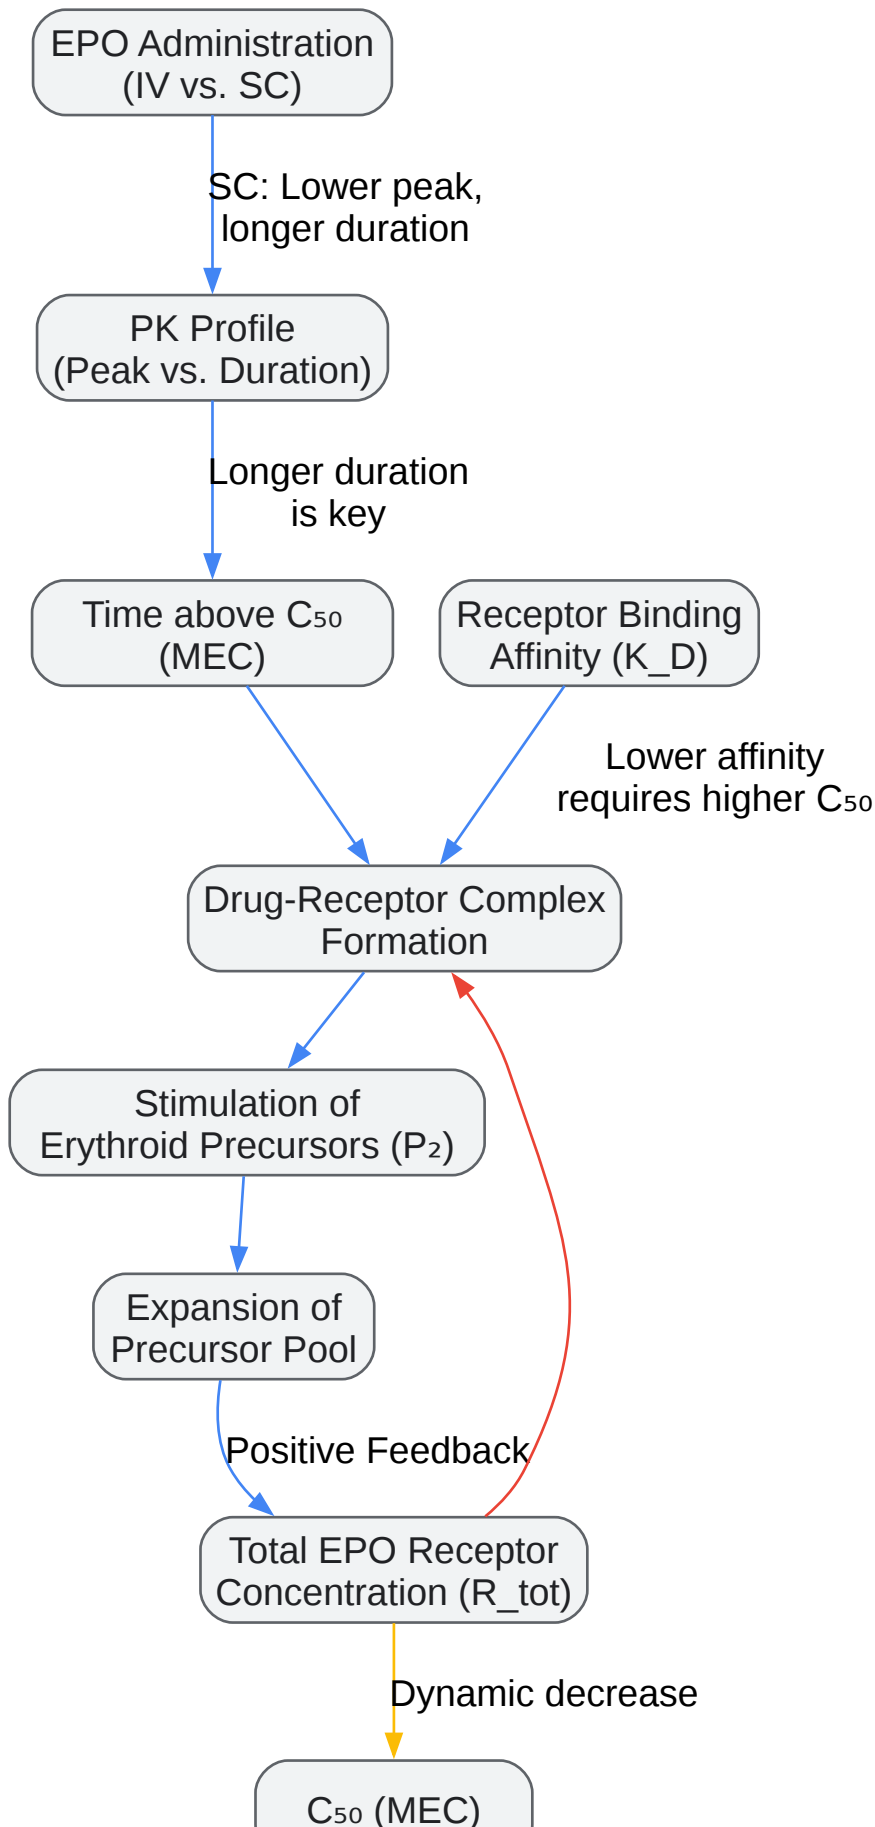 EPO Administration
(IV vs. SC)
SC: Lower peak,
longer duration
PK Profile
(Peak vs. Duration)
Longer duration
is key
Time above C₅₀
(MEC)
Receptor Binding
Affinity (K_D)
Lower affinity
requires higher C₅₀
Drug-Receptor Complex
Formation
Stimulation of
Erythroid Precursors (P₂)
Expansion of
Precursor Pool
Positive Feedback
Total EPO Receptor
Concentration (R_tot)
Dynamic decrease
C₅₀ (MEC)